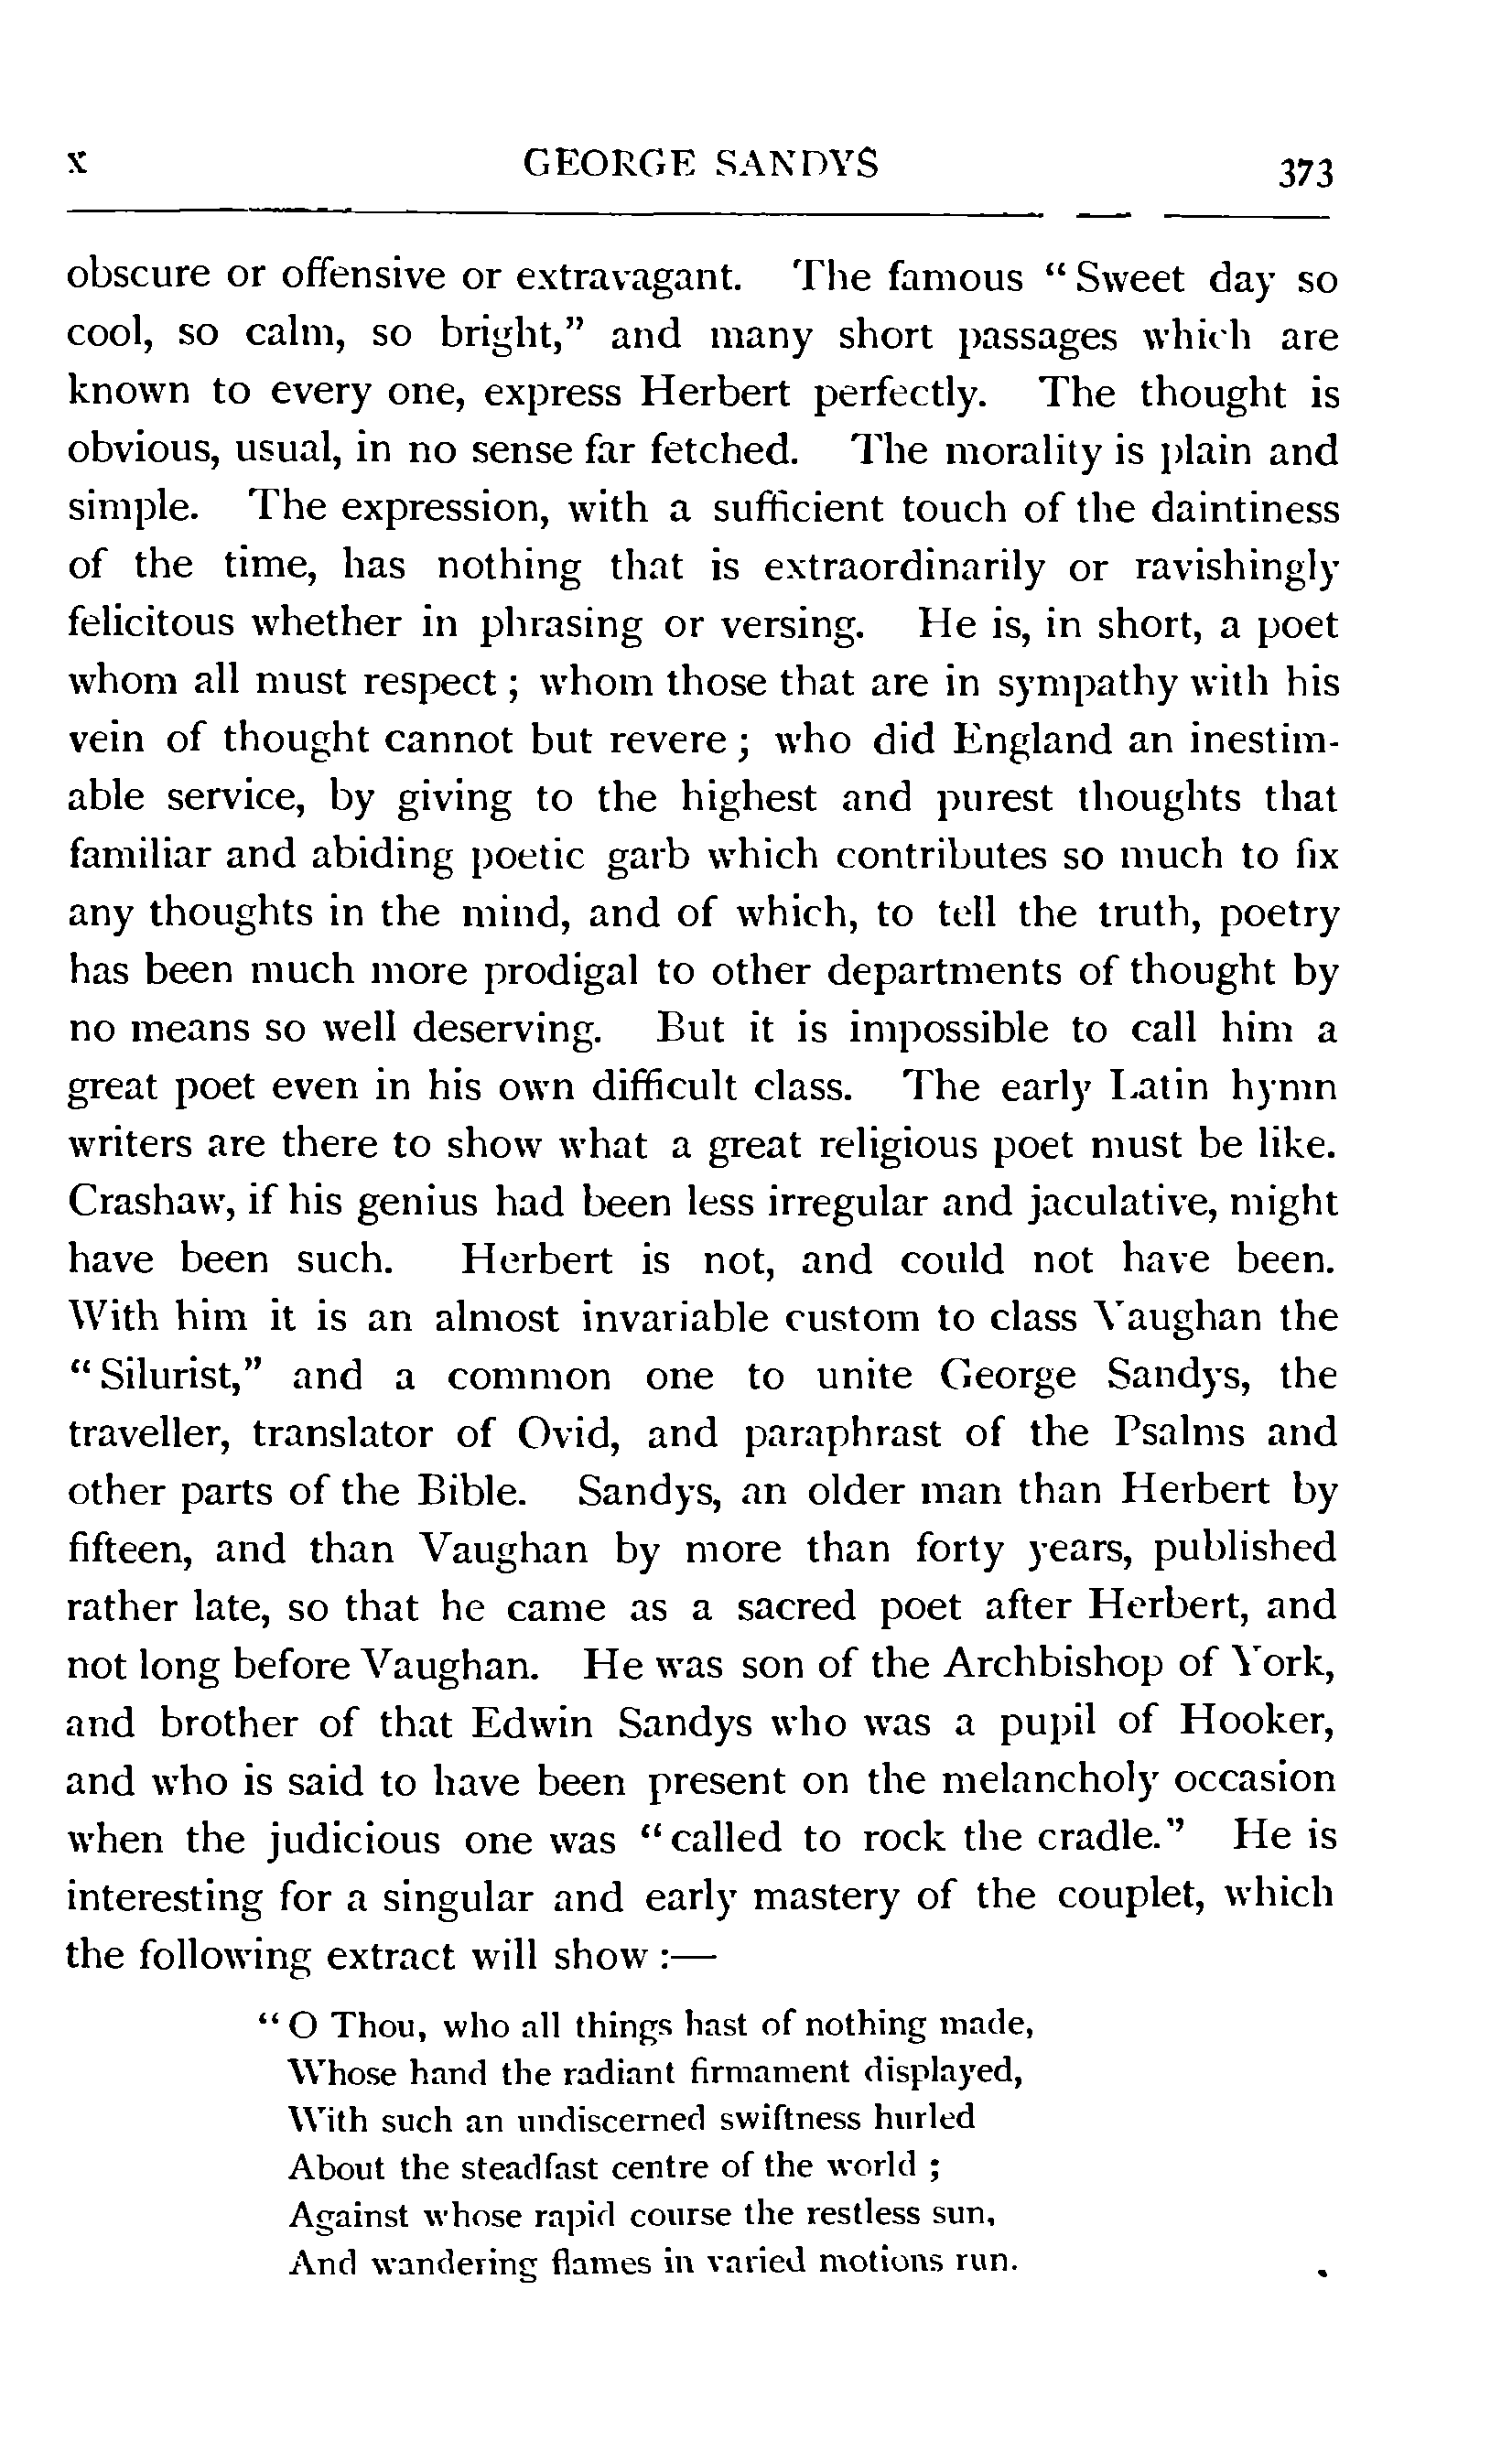 x GEORGE SANDYS 373
obscure or offensive or extravagant. The famous “Sweet day so
cool, so calm, so bright,” and many short passages which are
known to every one, express Herbert perfectly. The thought is
obvious, usual, in no sense far fetched. The morality is plain and
simple. The expression, with a sufficient touch of the daintiness
of the time, has nothing that is extraordinarily or ravishingly
felicitous whether in phrasing or versing. He is, in short, a poet
whom all must respect; whom those that are in sympathy with his
vein of thought cannot but revere; who did England an inestim-
able service, by giving to the highest and purest thoughts that
familiar and abiding poetic garb which contributes so much to fix
any thoughts in the mind, and of which, to tell the truth, poetry
has been much more prodigal to other departments of thought by
no means so well deserving. But it is impossible to call him a
great poet even in his own difficult class. The early Latin hymn
writers are there to show what a great religious poet must be like.
Crashaw, if his genius had been less irregular and jaculative, might
have been such. Herbert is not, and could not have been.
With him it is an almost invariable custom to class Vaughan the
“Silurist,” and a common one to unite George Sandys, the
traveller, translator of Ovid, and paraphrast of the Psalms and
other parts of the Bible. Sandys, an older man than Herbert by
fifteen, and than Vaughan by more than forty years, published
rather late, so that he came as a sacred poet after Herbert, and
not long before Vaughan. He was son of the Archbishop of York,
and brother of that Edwin Sandys who was a pupil of Hooker,
and who is said to have been present on the melancholy occasion
when the judicious one was “called to rock the cradle.” He is
interesting for a singular and early mastery of the couplet, which
the following extract will show:—
“O Thou, who all things hast of nothing made,
Whose hand the radiant firmament displayed,
With such an undiscerned swiftness hurled
About the steadfast centre of the world;
Against whose rapid course the restless sun,
And wandering flames in varied motions run.